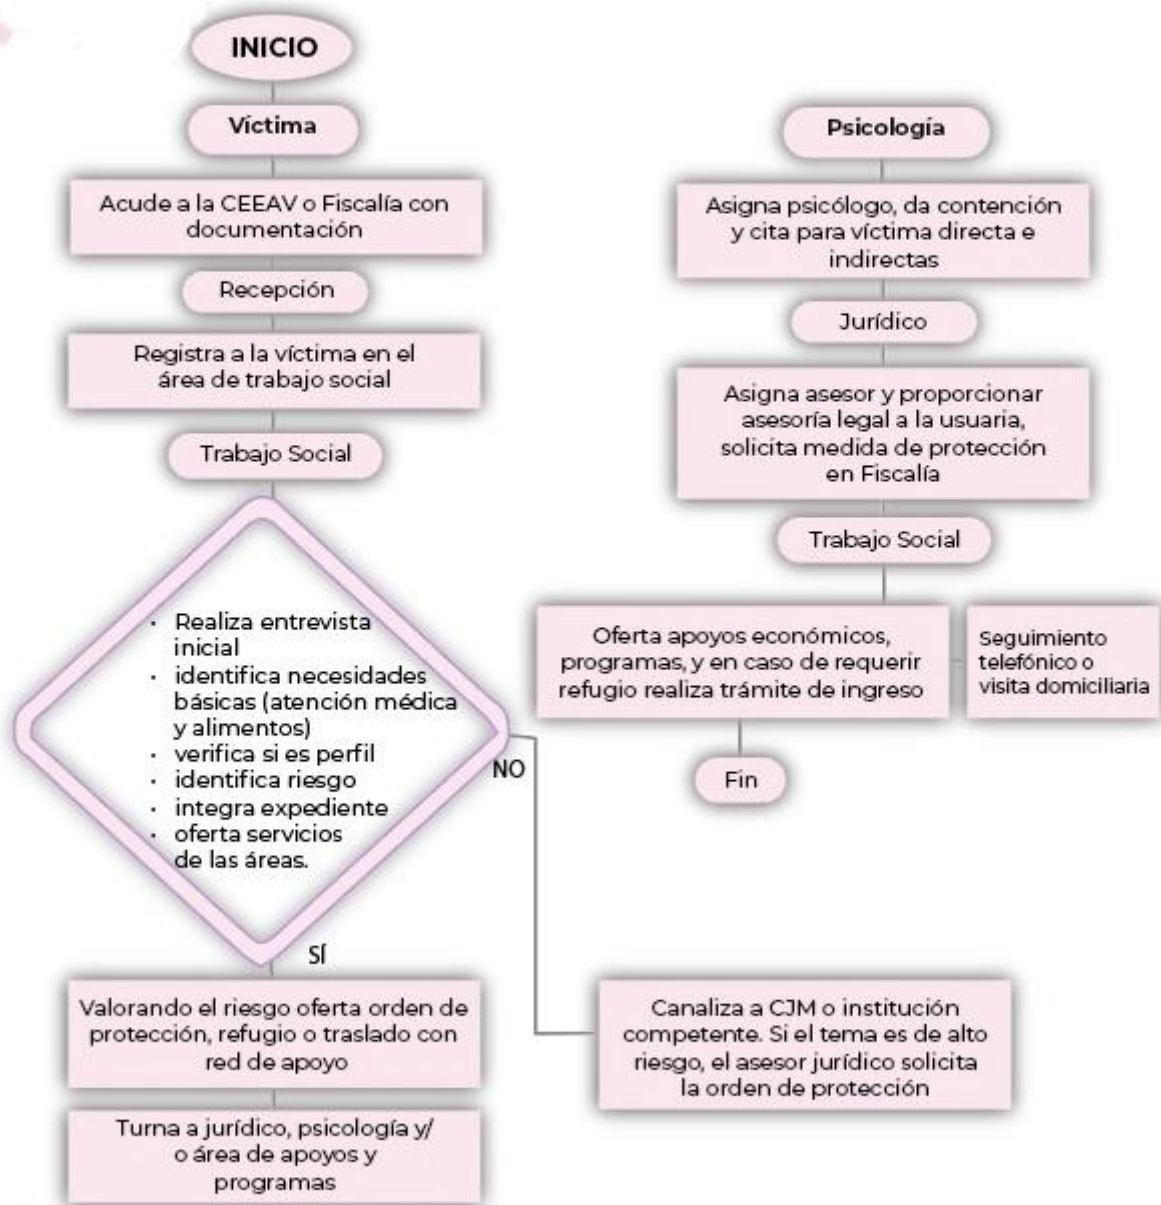 INICIO
Víctima
Acude a la CEEAV o Fiscalía con
documentación
Recepción
Registra a la víctima en el
área de trabajo social
Trabajo Social
· Realiza entrevista
inicial
· identifica necesidades
básicas (atención médica
y alimentos)
· verifica si es perfil
· identifica riesgo
· integra expediente
· oferta servicios
de las áreas.
NO
SÍ
Valorando el riesgo oferta orden de
protección, refugio o traslado con
red de apoyo
Turna a jurídico, psicología y/
o área de apoyos y
programas
Canaliza a CJM o institución
competente. Si el tema es de alto
riesgo, el asesor jurídico solicita
la orden de protección
Psicología
Asigna psicólogo, da contención
y cita para víctima directa e
indirectas
Jurídico
Asigna asesor y proporcionar
asesoría legal a la usuaria,
solicita medida de protección
en Fiscalía
Trabajo Social
Oferta apoyos económicos,
programas, y en caso de requerir
refugio realiza trámite de ingreso
Seguimiento
telefónico o
visita domiciliaria
Fin